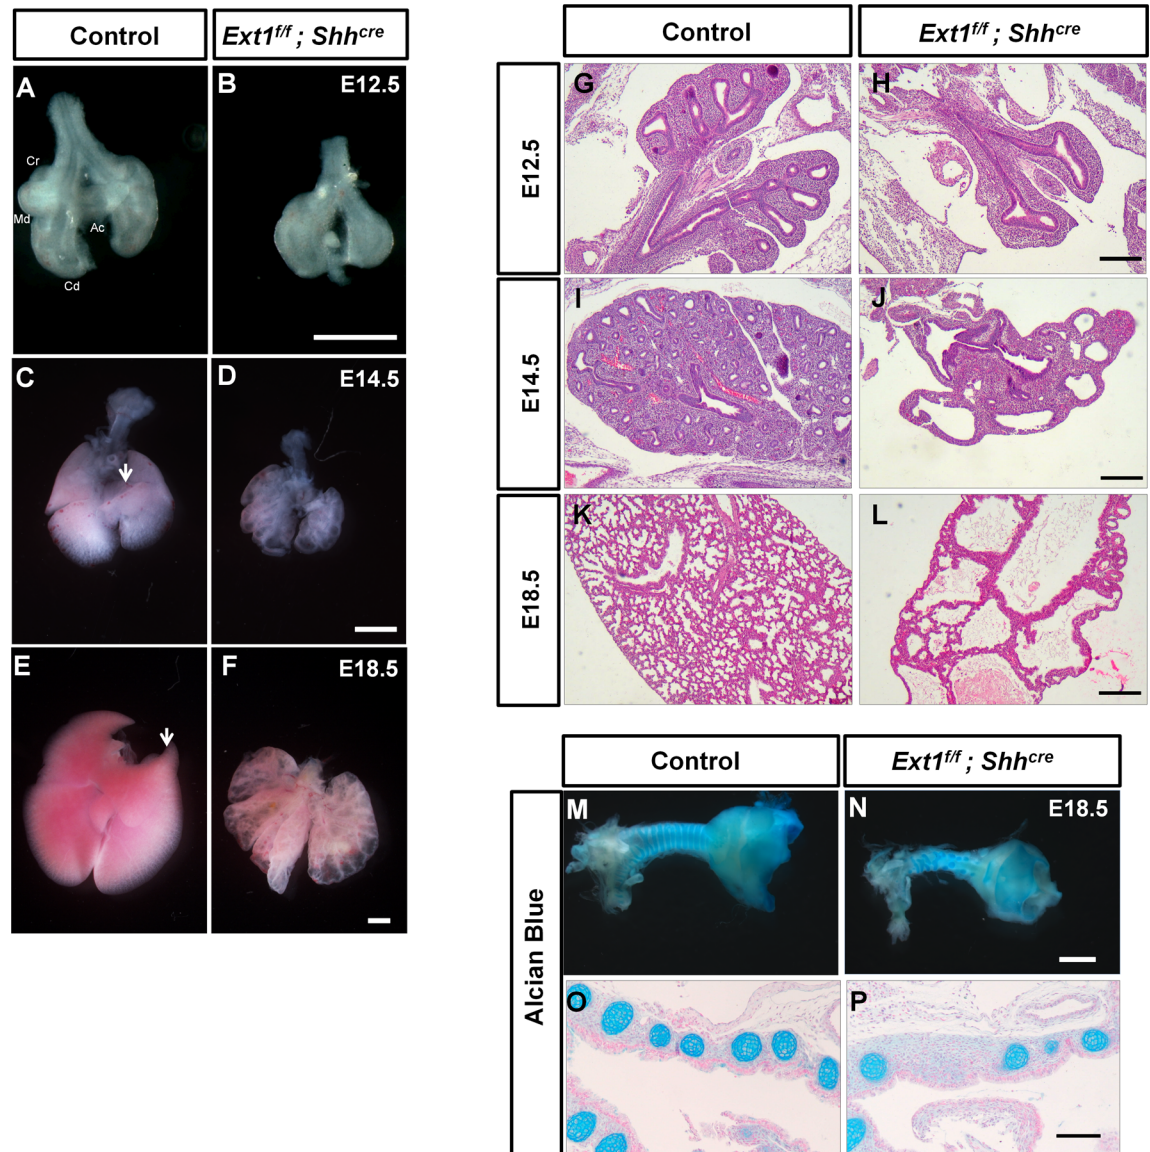 Control
Ext1f/f ; Shhcre
A
B
E12.5
Cr
Md
Ac
Cd
C
D
E14.5
E
F
E18.5
Control
Ext1f/f ; Shhcre
E12.5
G
H
E14.5
I
J
E18.5
K
L
Control
Ext1f/f ; Shhcre
Alcian Blue
M
N
E18.5
O
P